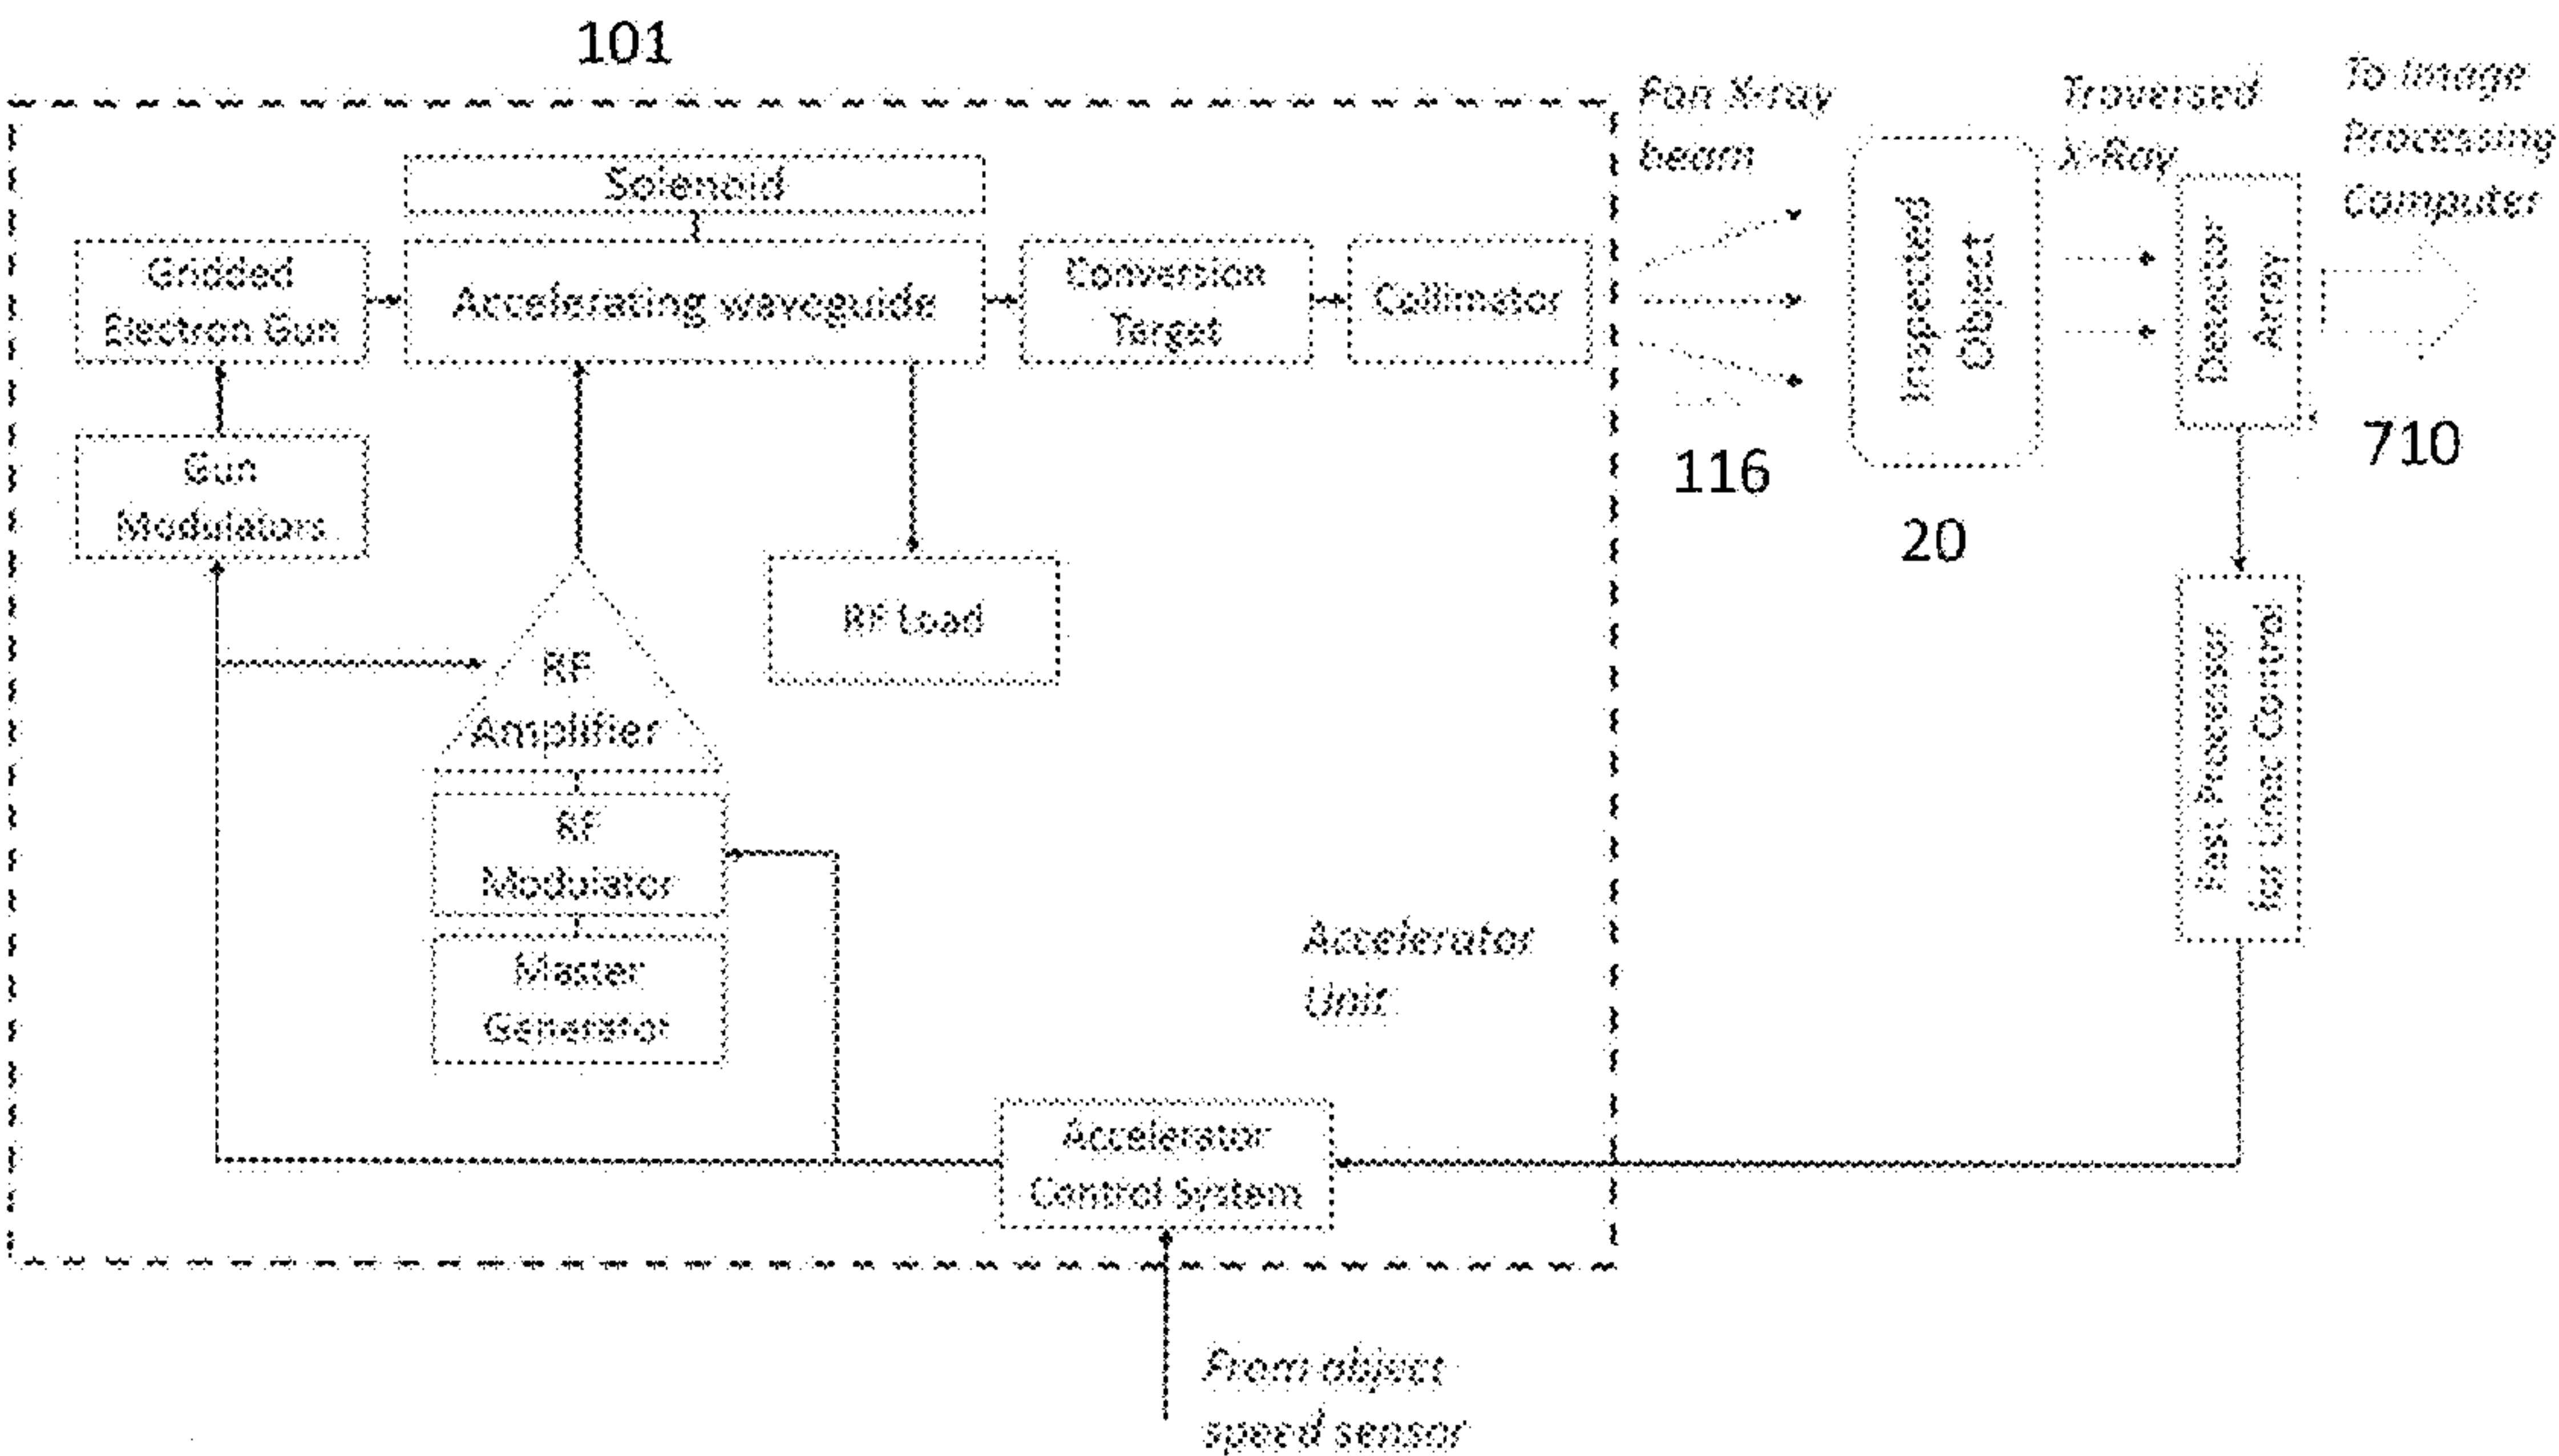 101
Fan X-ray
beam
Traversed
X-Ray
To Image
Processing
Computer
Solenoid
Gridded
Electron Gun
Accelerating waveguide
Conversion
Target
Collimator
Inspected
Object
Detector
Array
Gun
Modulators
116
20
710
RF Load
RF
Amplifier
Fast Processor
for Linac Control
RF
Modulator
Master
Generator
Accelerator
Unit
Accelerator
Control System
From object
speed sensor